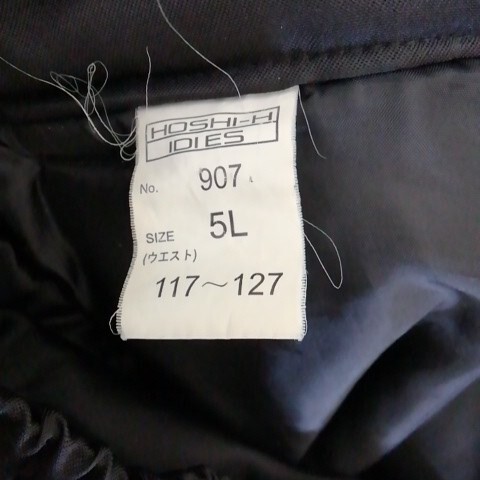 HOSHI-H
IDIES
No. 907
SIZE 5L
(ウエスト)
117～127